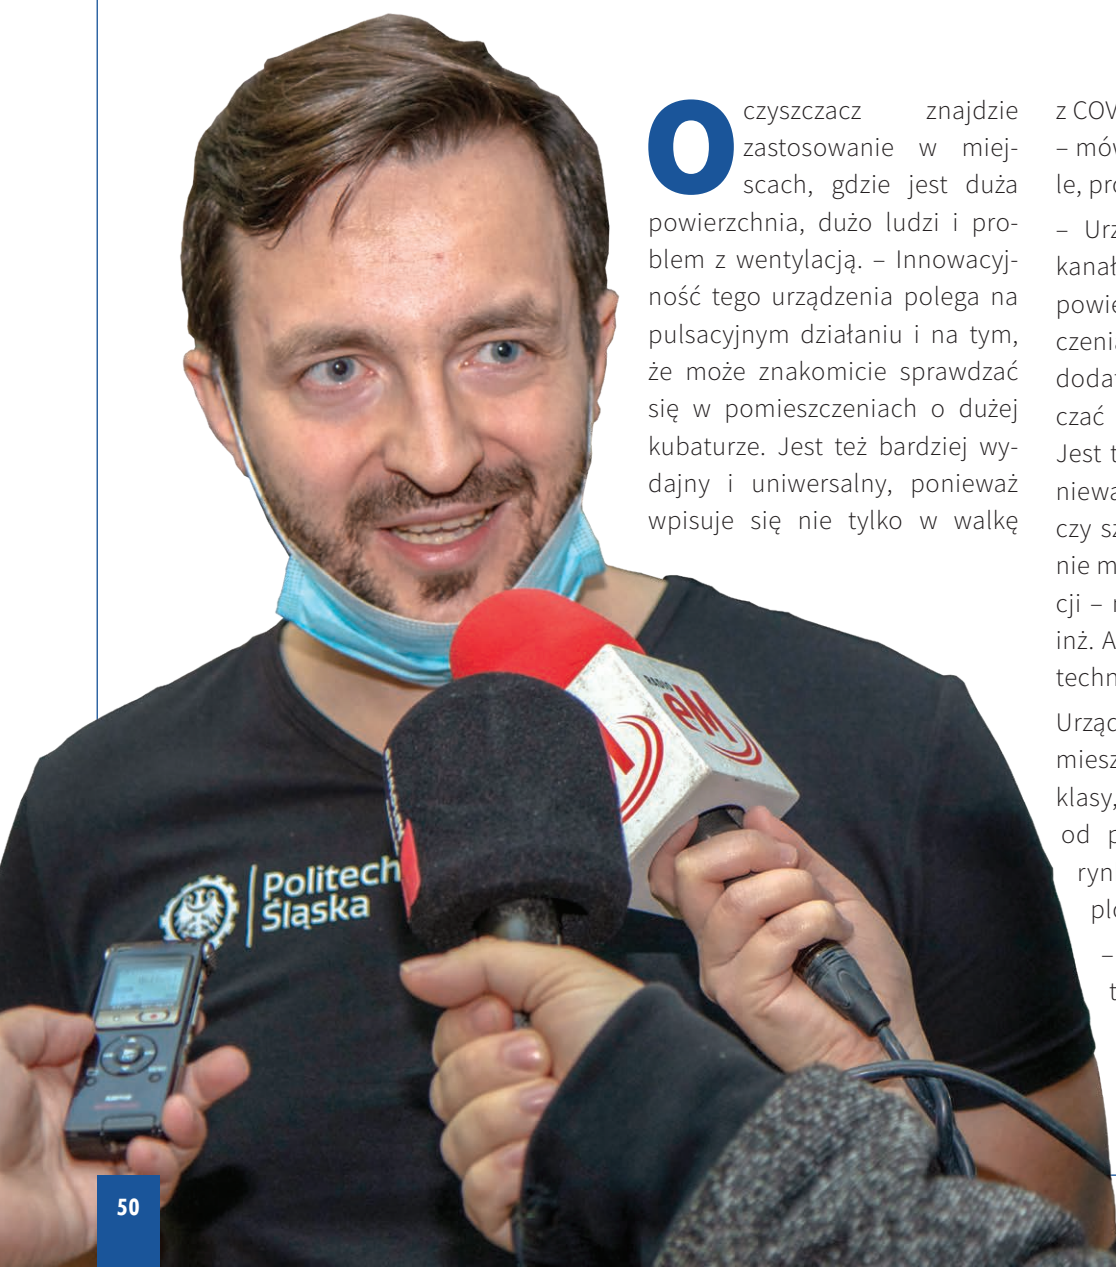 Oczyszczacz znajdzie
zastosowanie w miej-
scach, gdzie jest duża
powierzchnia, dużo ludzi i pro-
blem z wentylacją. – Innowacyj-
ność tego urządzenia polega na
pulsacyjnym działaniu i na tym,
że może znakomicie sprawdzać
się w pomieszczeniach o dużej
kubaturze. Jest też bardziej wy-
dajny i uniwersalny, ponieważ
wpisuje się nie tylko w walkę
z COV
– mów
le, pro
– Urz
kanał
powie
czenia
dodat
czać
Jest t
niewa
czy sz
nie m
cji –
inż. A
techn
Urząd
miesz
klasy,
od p
ryn
plo
–
t
RADIO
eM
Politech
Śląska
50